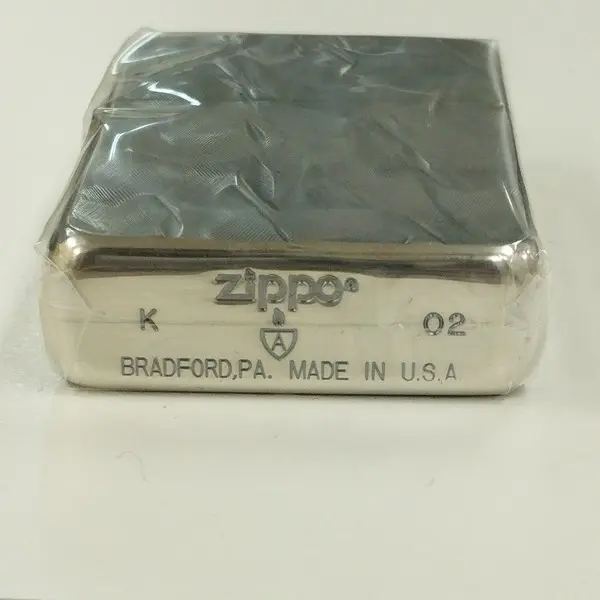 zippo®
K 02
A
BRADFORD,PA. MADE IN U.S.A